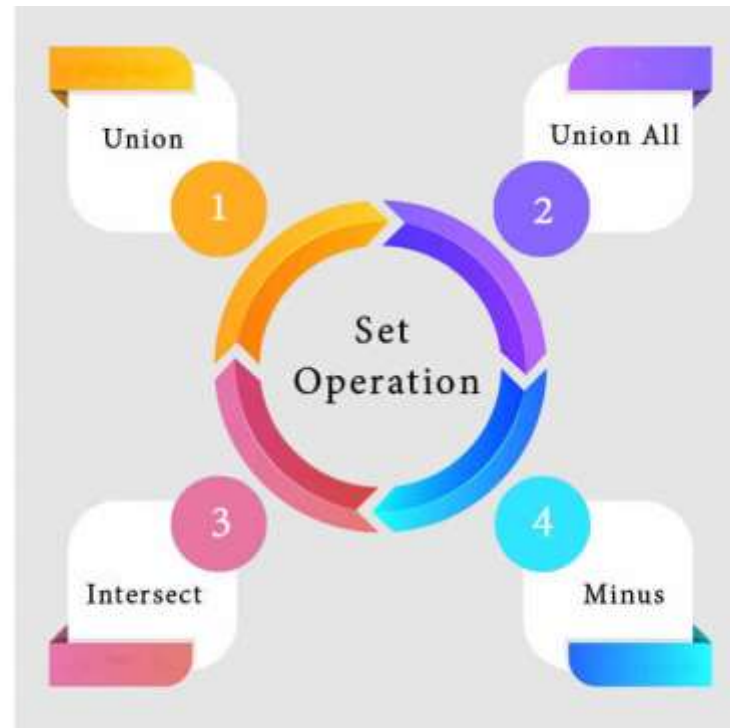 Union
1
Union All
2
Set
Operation
3
Intersect
4
Minus